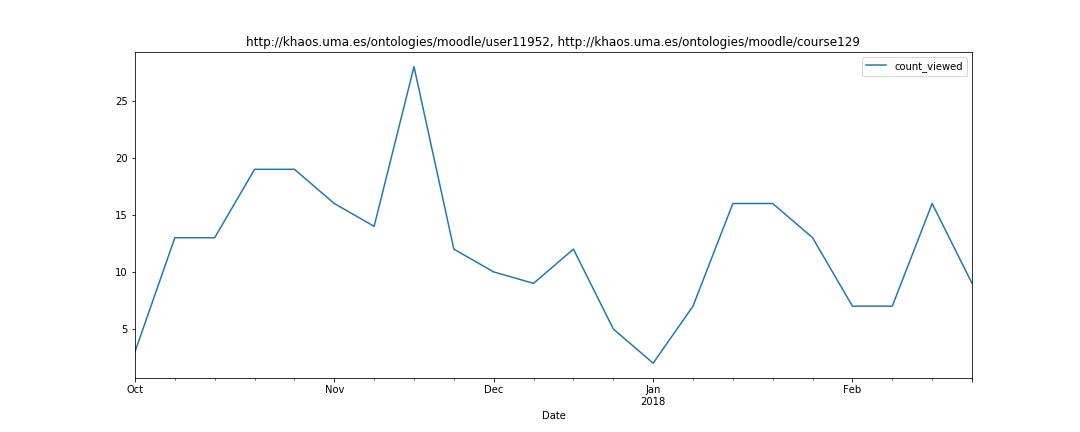 http://khaos.uma.es/ontologies/moodle/user11952, http://khaos.uma.es/ontologies/moodle/course129
count_viewed
25
20
15
10
5
Oct Nov Dec Jan Feb
2018
Date